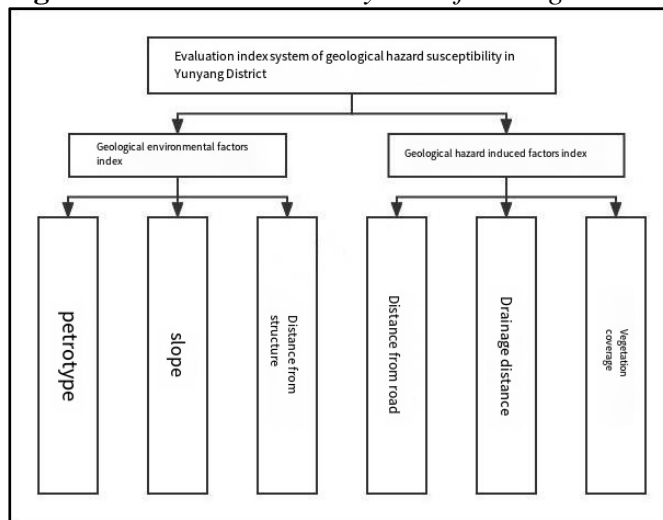 Evaluation index system of geological hazard susceptibility in
Yunyang District
Geological environmental factors
index
Geological hazard induced factors index
petrotype
slope
Distance from
structure
Distance from road
Drainage distance
Vegetation
coverage